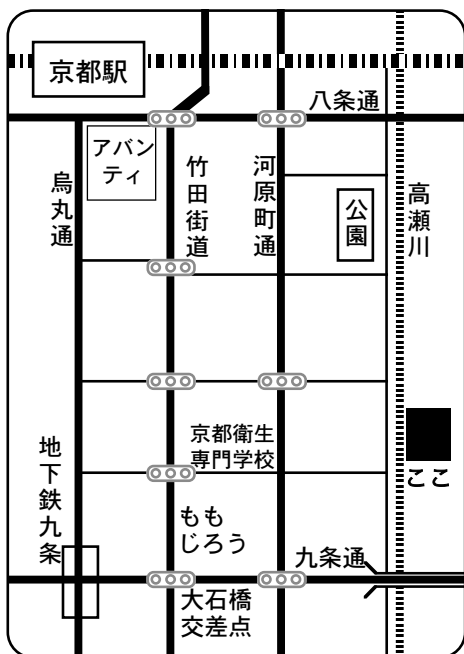 京都駅
八条通
アバン
ティ
烏丸通
竹田街道
河原町通
公園
高瀬川
京都衛生
専門学校
ここ
地下鉄九条
もも
じろう
九条通
大石橋
交差点